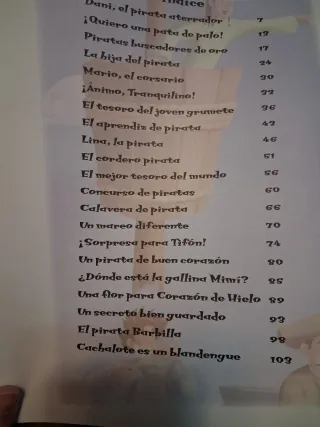 Índice
Dani, el pirata aterrador ! 7
¡Quiero una pata de palo! 12
Piratas buscadores de oro 17
La hija del pirata 24
Mario, el corsario 30
¡Ánimo, Tranquilino! 32
El tesoro del joven grumete 36
El aprendiz de pirata 42
Lina, la pirata 46
El cordero pirata 51
El mejor tesoro del mundo 56
Concurso de piratas 60
Calavera de pirata 66
Un mareo diferente 70
¡Sorpresa para Tifón! 74
Un pirata de buen corazón 80
¿Dónde está la gallina Mimí? 85
Una flor para Corazón de Hielo 89
Un secreto bien guardado 93
El pirata Barbilla 98
Cachalote es un blandengue 103